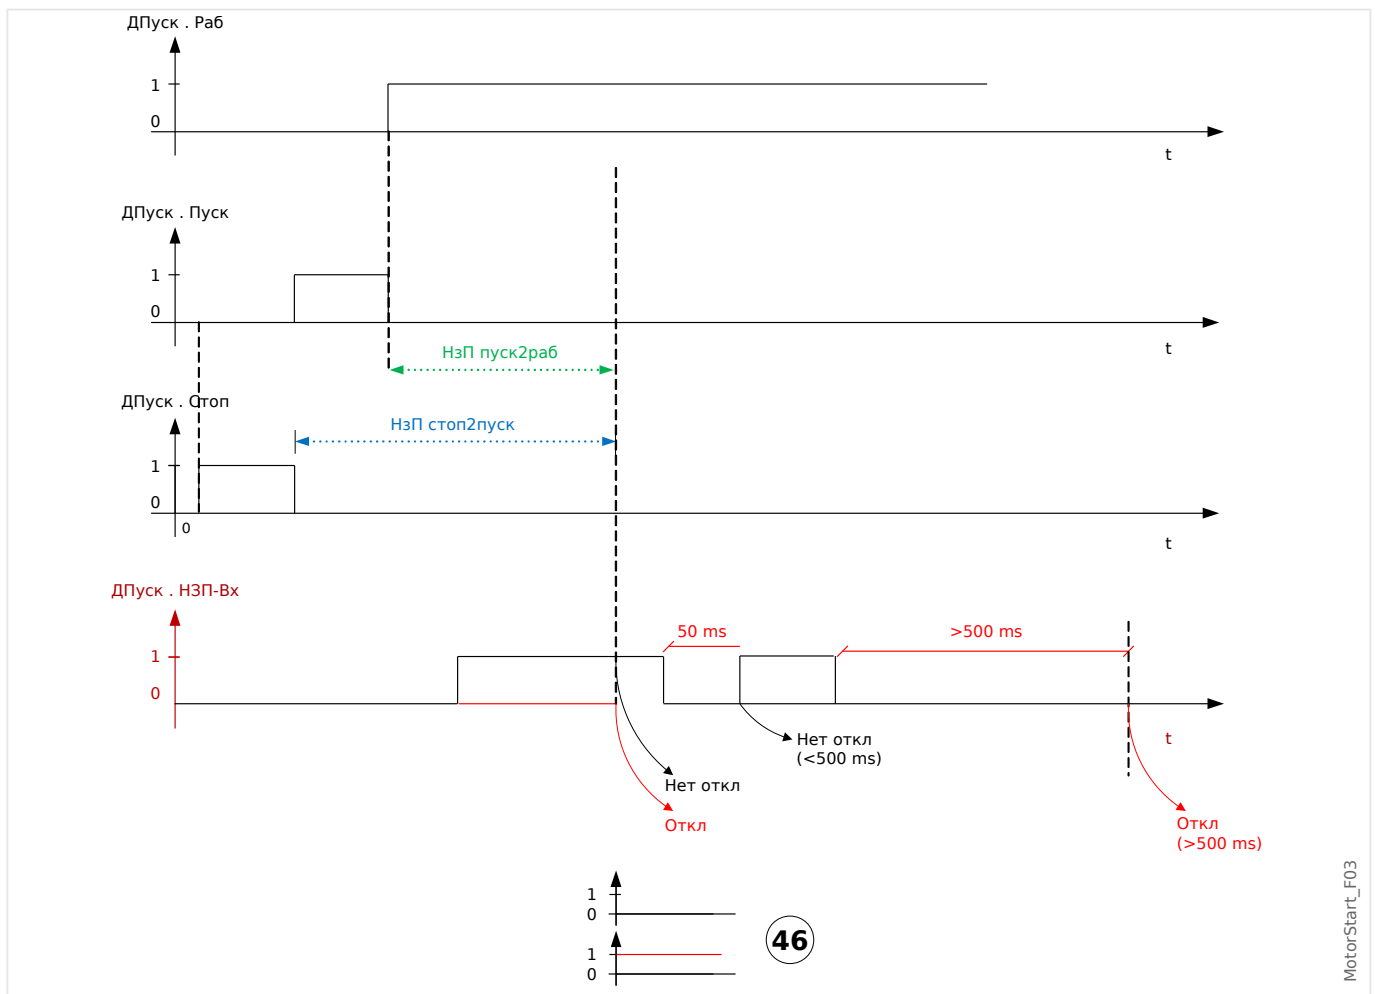 ДПуск . Раб
1
0
t
ДПуск . Пуск
1
0
t
НзП пуск2раб
ДПуск . Стоп
НзП стоп2пуск
1
0
0
t
ДПуск . НЗП-Вх
50 ms
>500 ms
1
0
t
Нет откл
(<500 ms)
Нет откл
Откл
Откл
(>500 ms)
1
0
46
1
0
MotorStart_F03